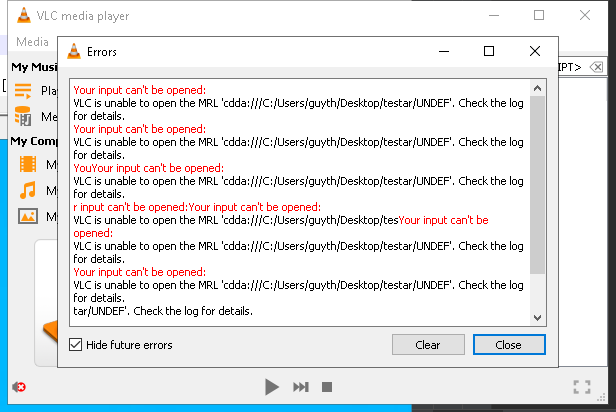 VLC media player
Media
Errors
My Musi
IPT>
Pla
Me
My Comp
My
My
My
Your input can't be opened:
VLC is unable to open the MRL 'cdda:///C:/Users/guyth/Desktop/testar/UNDEF'. Check the log
for details.
Your input can't be opened:
VLC is unable to open the MRL 'cdda:///C:/Users/guyth/Desktop/testar/UNDEF'. Check the log
for details.
YouYour input can't be opened:
VLC is unable to open the MRL 'cdda:///C:/Users/guyth/Desktop/testar/UNDEF'. Check the log
for details.
r input can't be opened:Your input can't be opened:
VLC is unable to open the MRL 'cdda:///C:/Users/guyth/Desktop/tesYour input can't be
opened:
VLC is unable to open the MRL 'cdda:///C:/Users/guyth/Desktop/testar/UNDEF'. Check the log
for details.
Your input can't be opened:
VLC is unable to open the MRL 'cdda:///C:/Users/guyth/Desktop/testar/UNDEF'. Check the log
for details.
tar/UNDEF'. Check the log for details.
Hide future errors
Clear
Close